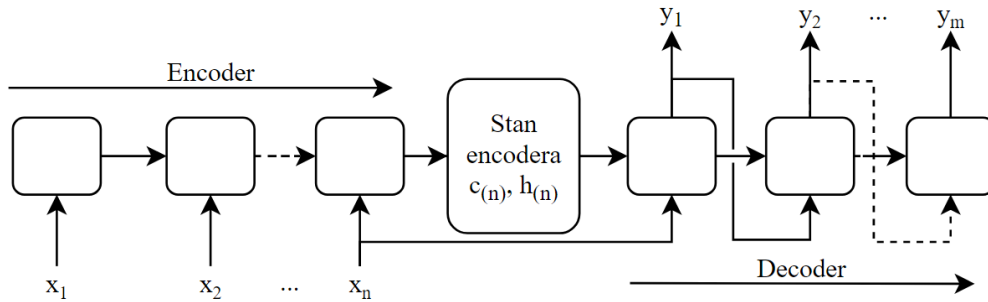 y1 y2 ... ym
Encoder
Stan
encodera
c(n), h(n)
x1 x2 ... xn
Decoder